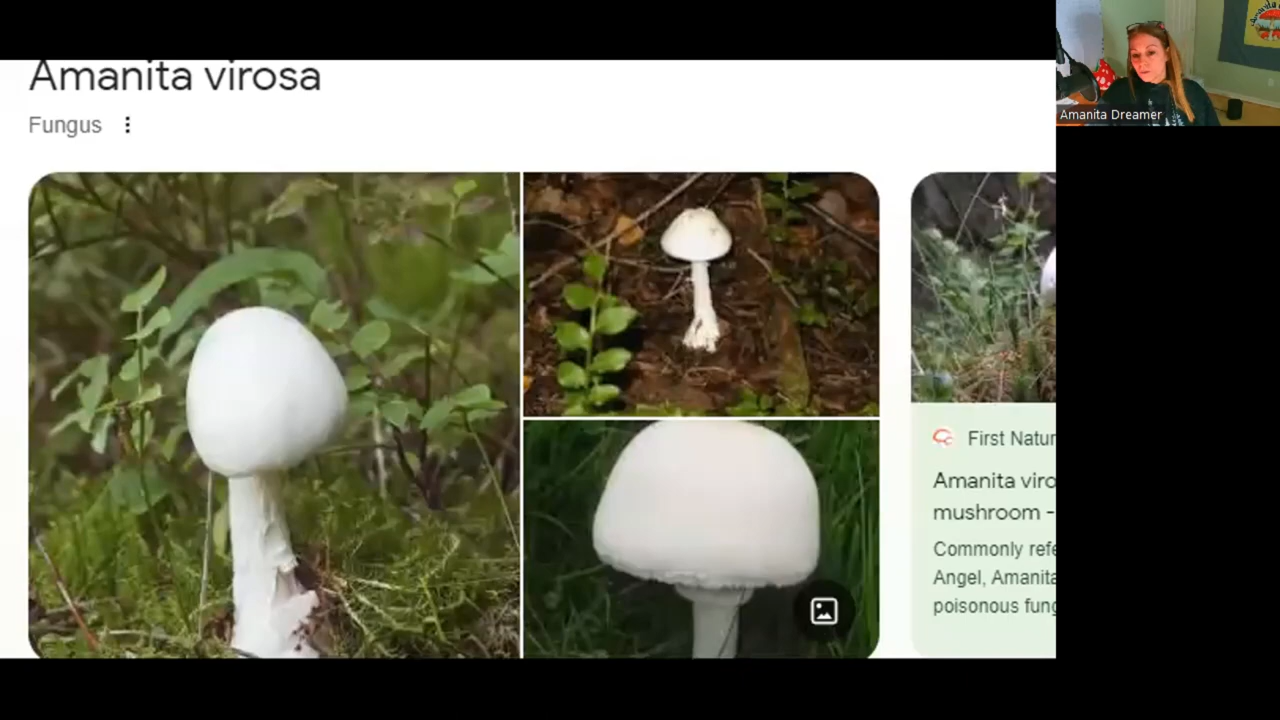 Amanita virosa
Fungus
Amanita Dreamer
First Natur
Amanita viro
mushroom -
Commonly refe
Angel, Amanita
poisonous fung